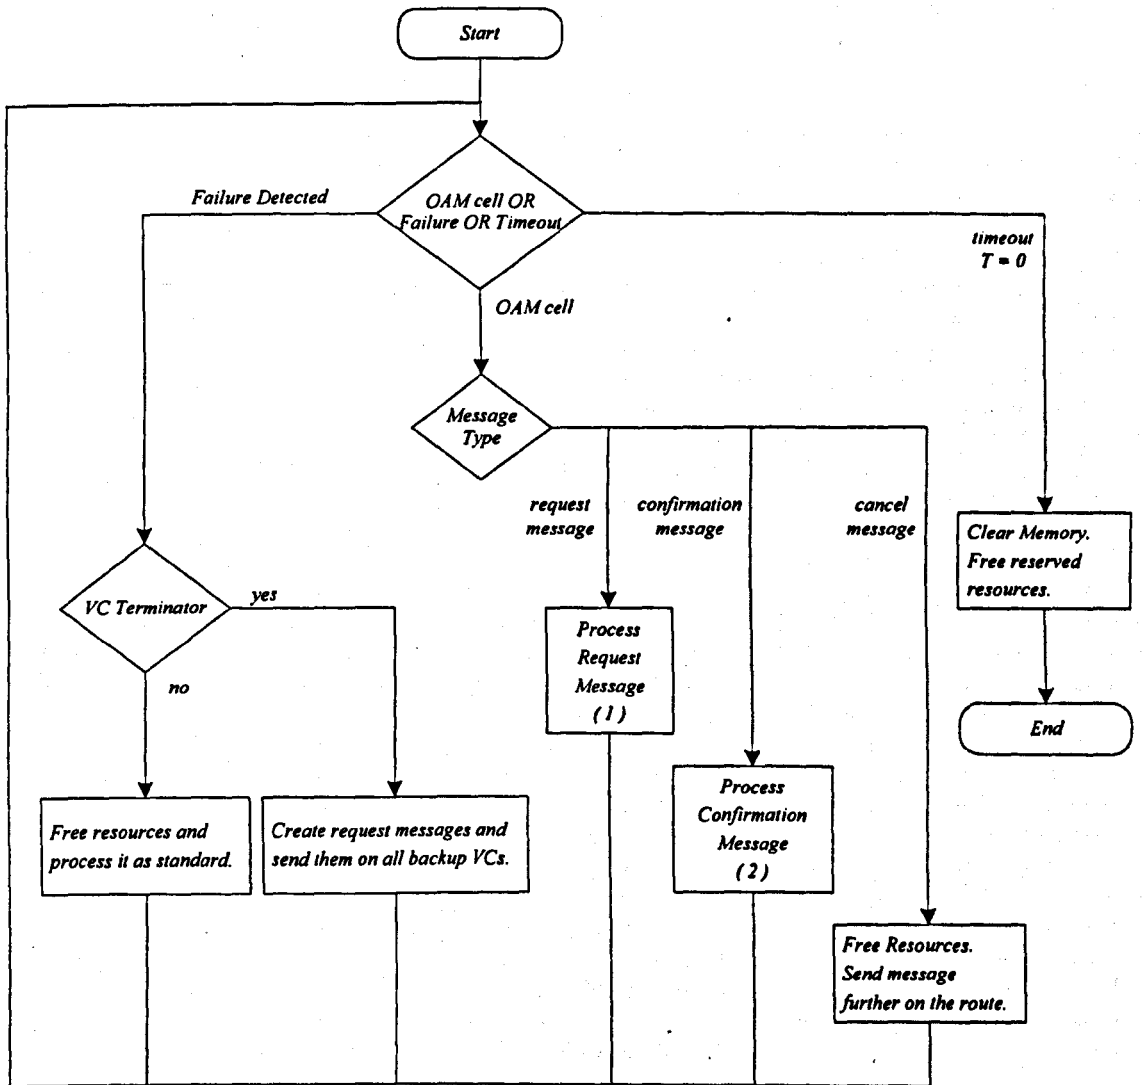 Start
OAM cell OR
Failure OR Timeout
Failure Detected
timeout
T = 0
OAM cell
Message
Type
request
message
confirmation
message
cancel
message
Clear Memory.
Free reserved
resources.
VC Terminator
yes
no
Process
Request
Message
( 1 )
End
Process
Confirmation
Message
( 2 )
Free resources and
process it as standard.
Create request messages and
send them on all backup VCs.
Free Resources.
Send message
further on the route.